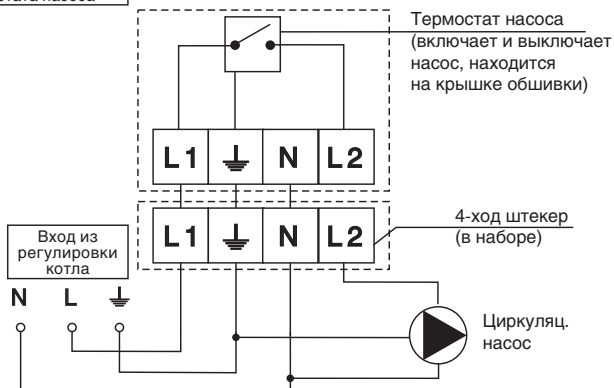 Термостат насоса
(включает и выключает
насос, находится
на крышке обшивки)
L1 N L2
L1 N L2
4-ход штекер
(в наборе)
Вход из
регулировки
котла
N L
Циркуляц.
насос